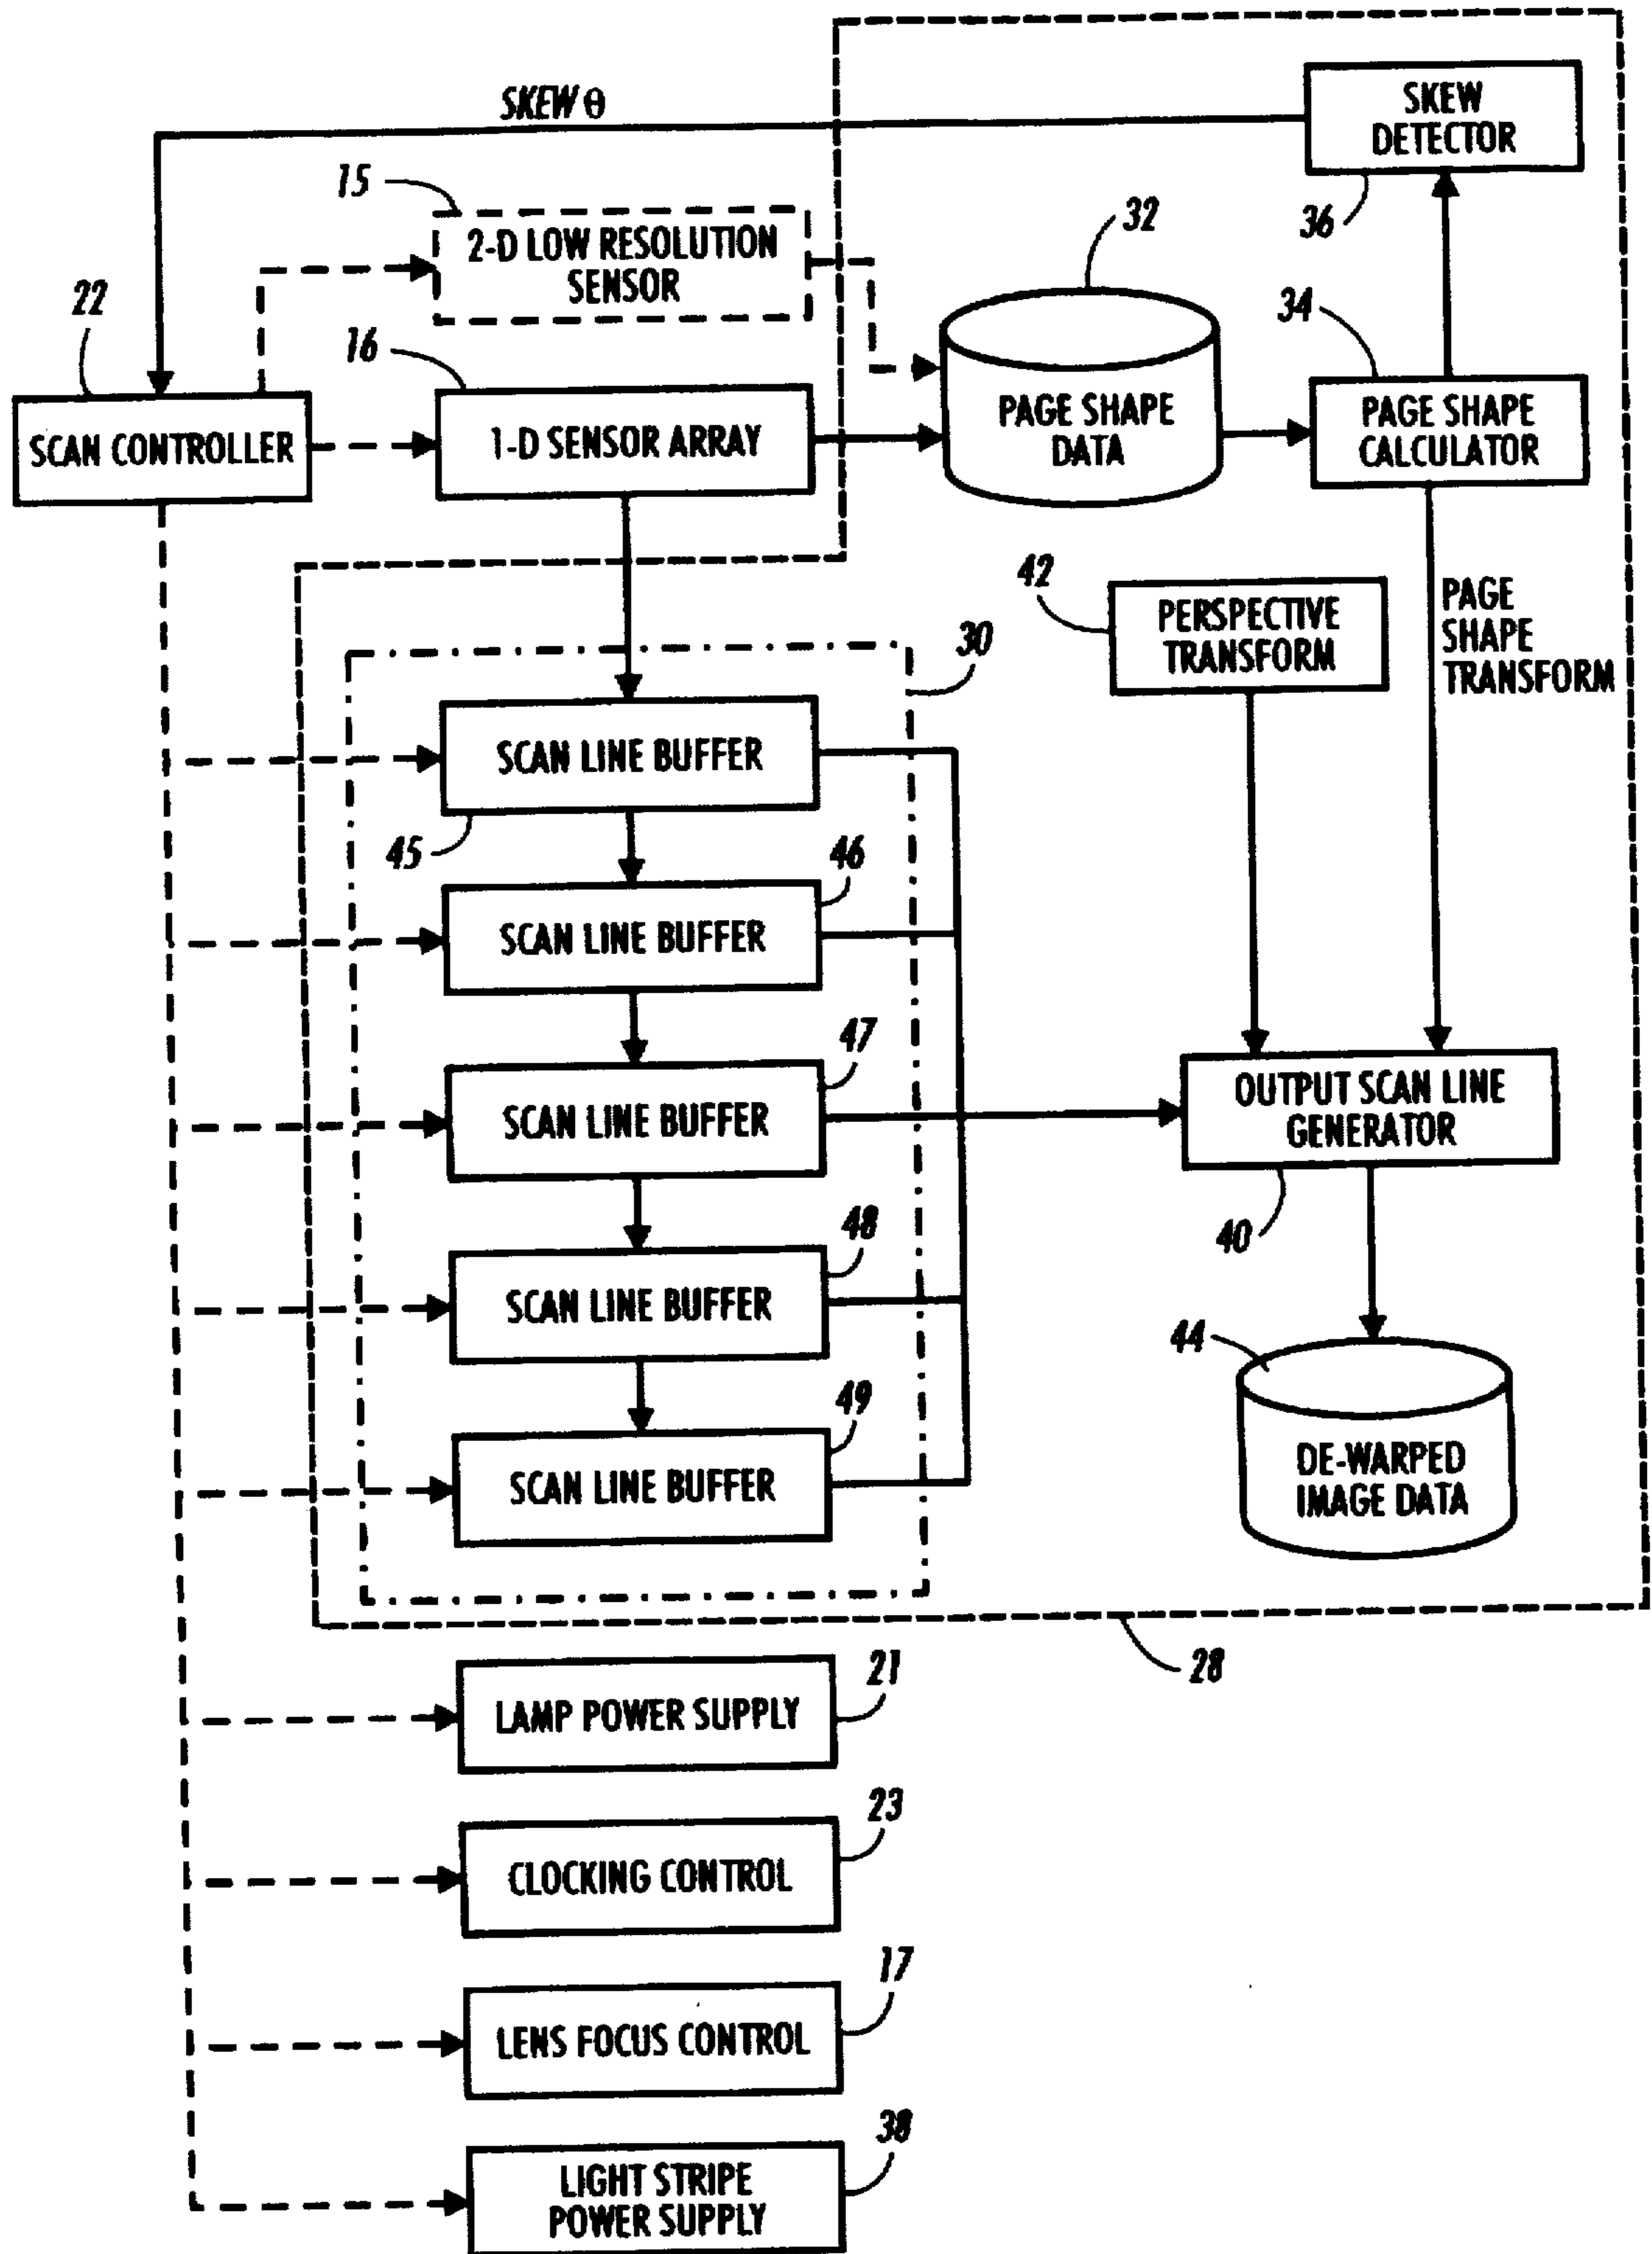 SKEW θ
SKEW
DETECTOR
36
15
2-D LOW RESOLUTION
SENSOR
32
22
16
34
SCAN CONTROLLER
1-D SENSOR ARRAY
PAGE SHAPE
DATA
PAGE SHAPE
CALCULATOR
42
PERSPECTIVE
TRANSFORM
PAGE
SHAPE
TRANSFORM
30
SCAN LINE BUFFER
45
46
SCAN LINE BUFFER
47
SCAN LINE BUFFER
OUTPUT SCAN LINE
GENERATOR
40
48
SCAN LINE BUFFER
44
49
SCAN LINE BUFFER
DE-WARPED
IMAGE DATA
28
21
LAMP POWER SUPPLY
23
CLOCKING CONTROL
17
LENS FOCUS CONTROL
38
LIGHT STRIPE
POWER SUPPLY